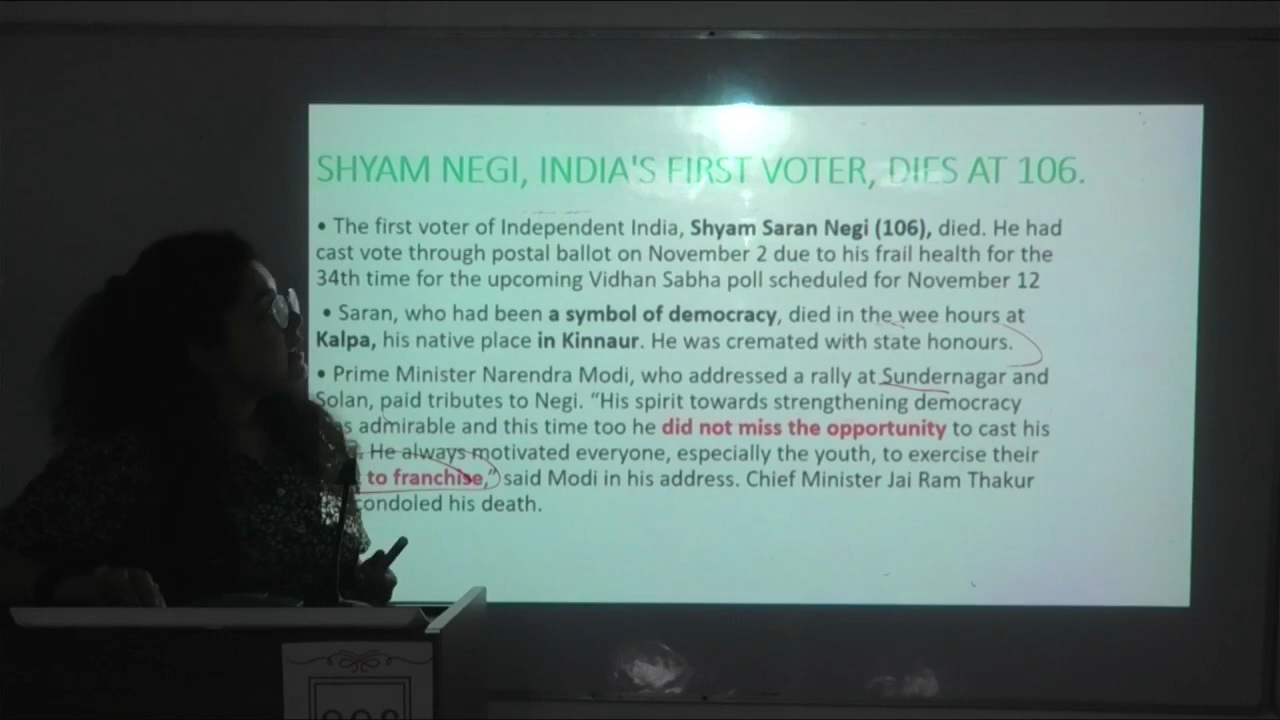 SHYAM NEGI, INDIA'S FIRST VOTER, DIES AT 106.
• The first voter of Independent India, Shyam Saran Negi (106), died. He had
cast vote through postal ballot on November 2 due to his frail health for the
34th time for the upcoming Vidhan Sabha poll scheduled for November 12
• Saran, who had been a symbol of democracy, died in the wee hours at
Kalpa, his native place in Kinnaur. He was cremated with state honours.
• Prime Minister Narendra Modi, who addressed a rally at Sundernagar and
Solan, paid tributes to Negi. “His spirit towards strengthening democracy
admirable and this time too he did not miss the opportunity to cast his
He always motivated everyone, especially the youth, to exercise their
to franchise,” said Modi in his address. Chief Minister Jai Ram Thakur
condoled his death.